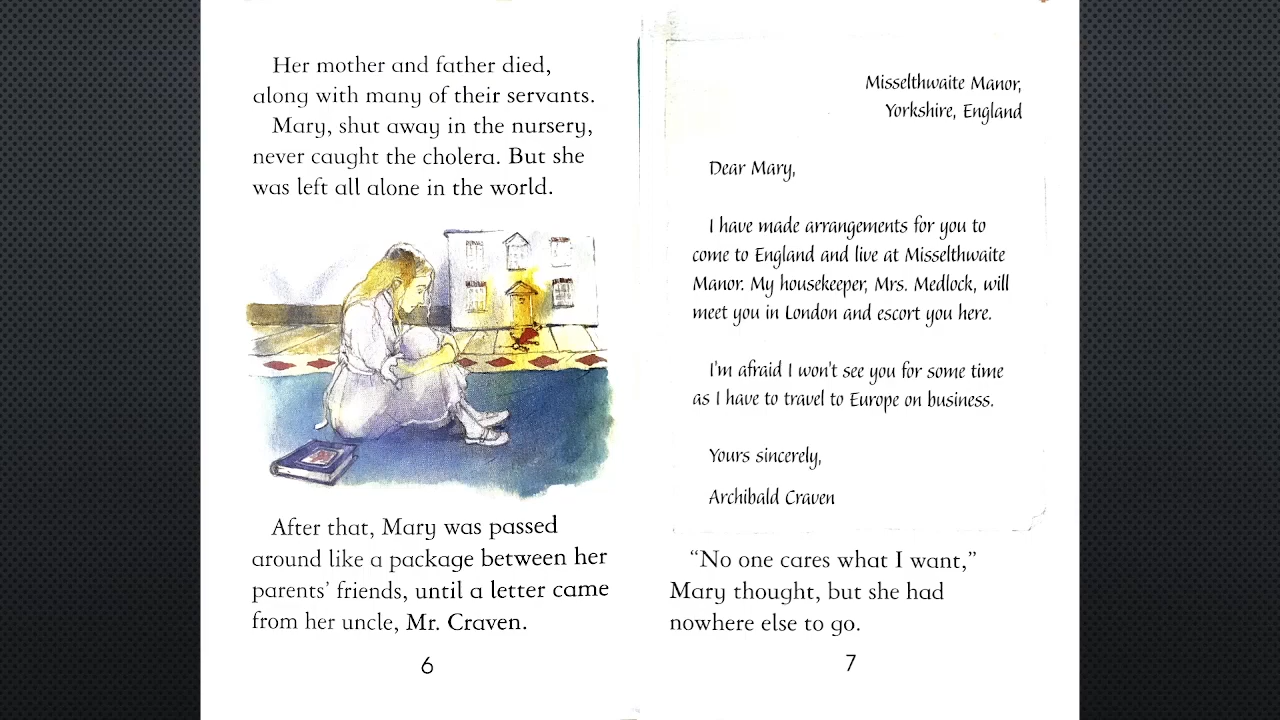 Her mother and father died,
along with many of their servants.
Mary, shut away in the nursery,
never caught the cholera. But she
was left all alone in the world.
After that, Mary was passed
around like a package between her
parents’ friends, until a letter came
from her uncle, Mr. Craven.
6
Misselthwaite Manor,
Yorkshire, England
Dear Mary,
I have made arrangements for you to
come to England and live at Misselthwaite
Manor. My housekeeper, Mrs. Medlock, will
meet you in London and escort you here.
I’m afraid I won’t see you for some time
as I have to travel to Europe on business.
Yours sincerely,
Archibald Craven
“No one cares what I want,”
Mary thought, but she had
nowhere else to go.
7